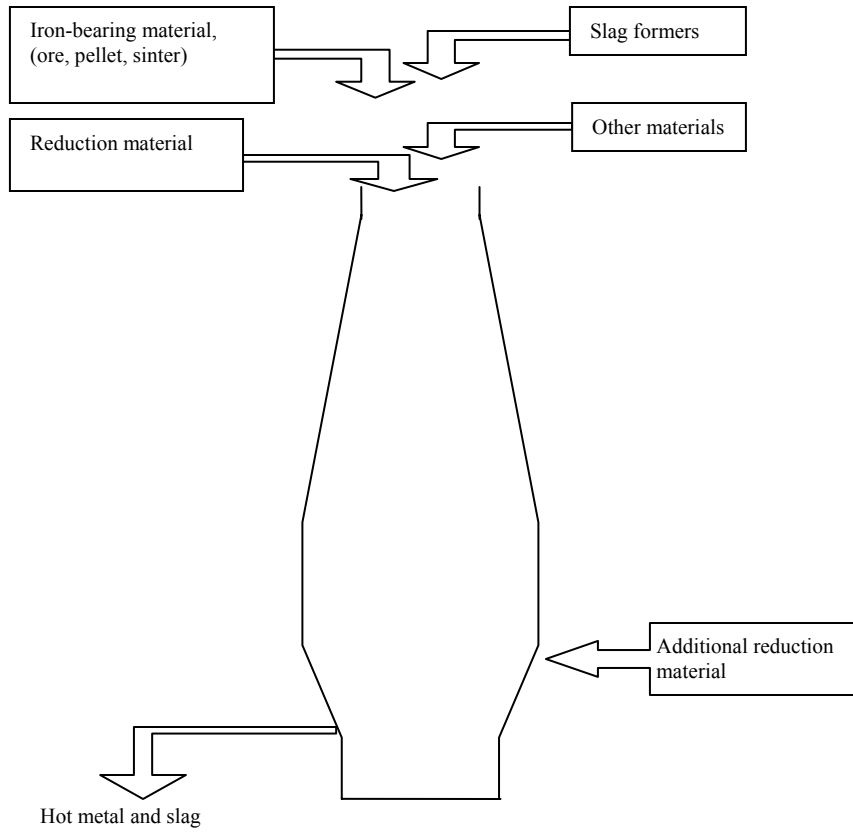 Iron-bearing material,
(ore, pellet, sinter)
Slag formers
Reduction material
Other materials
Additional reduction
material
Hot metal and slag